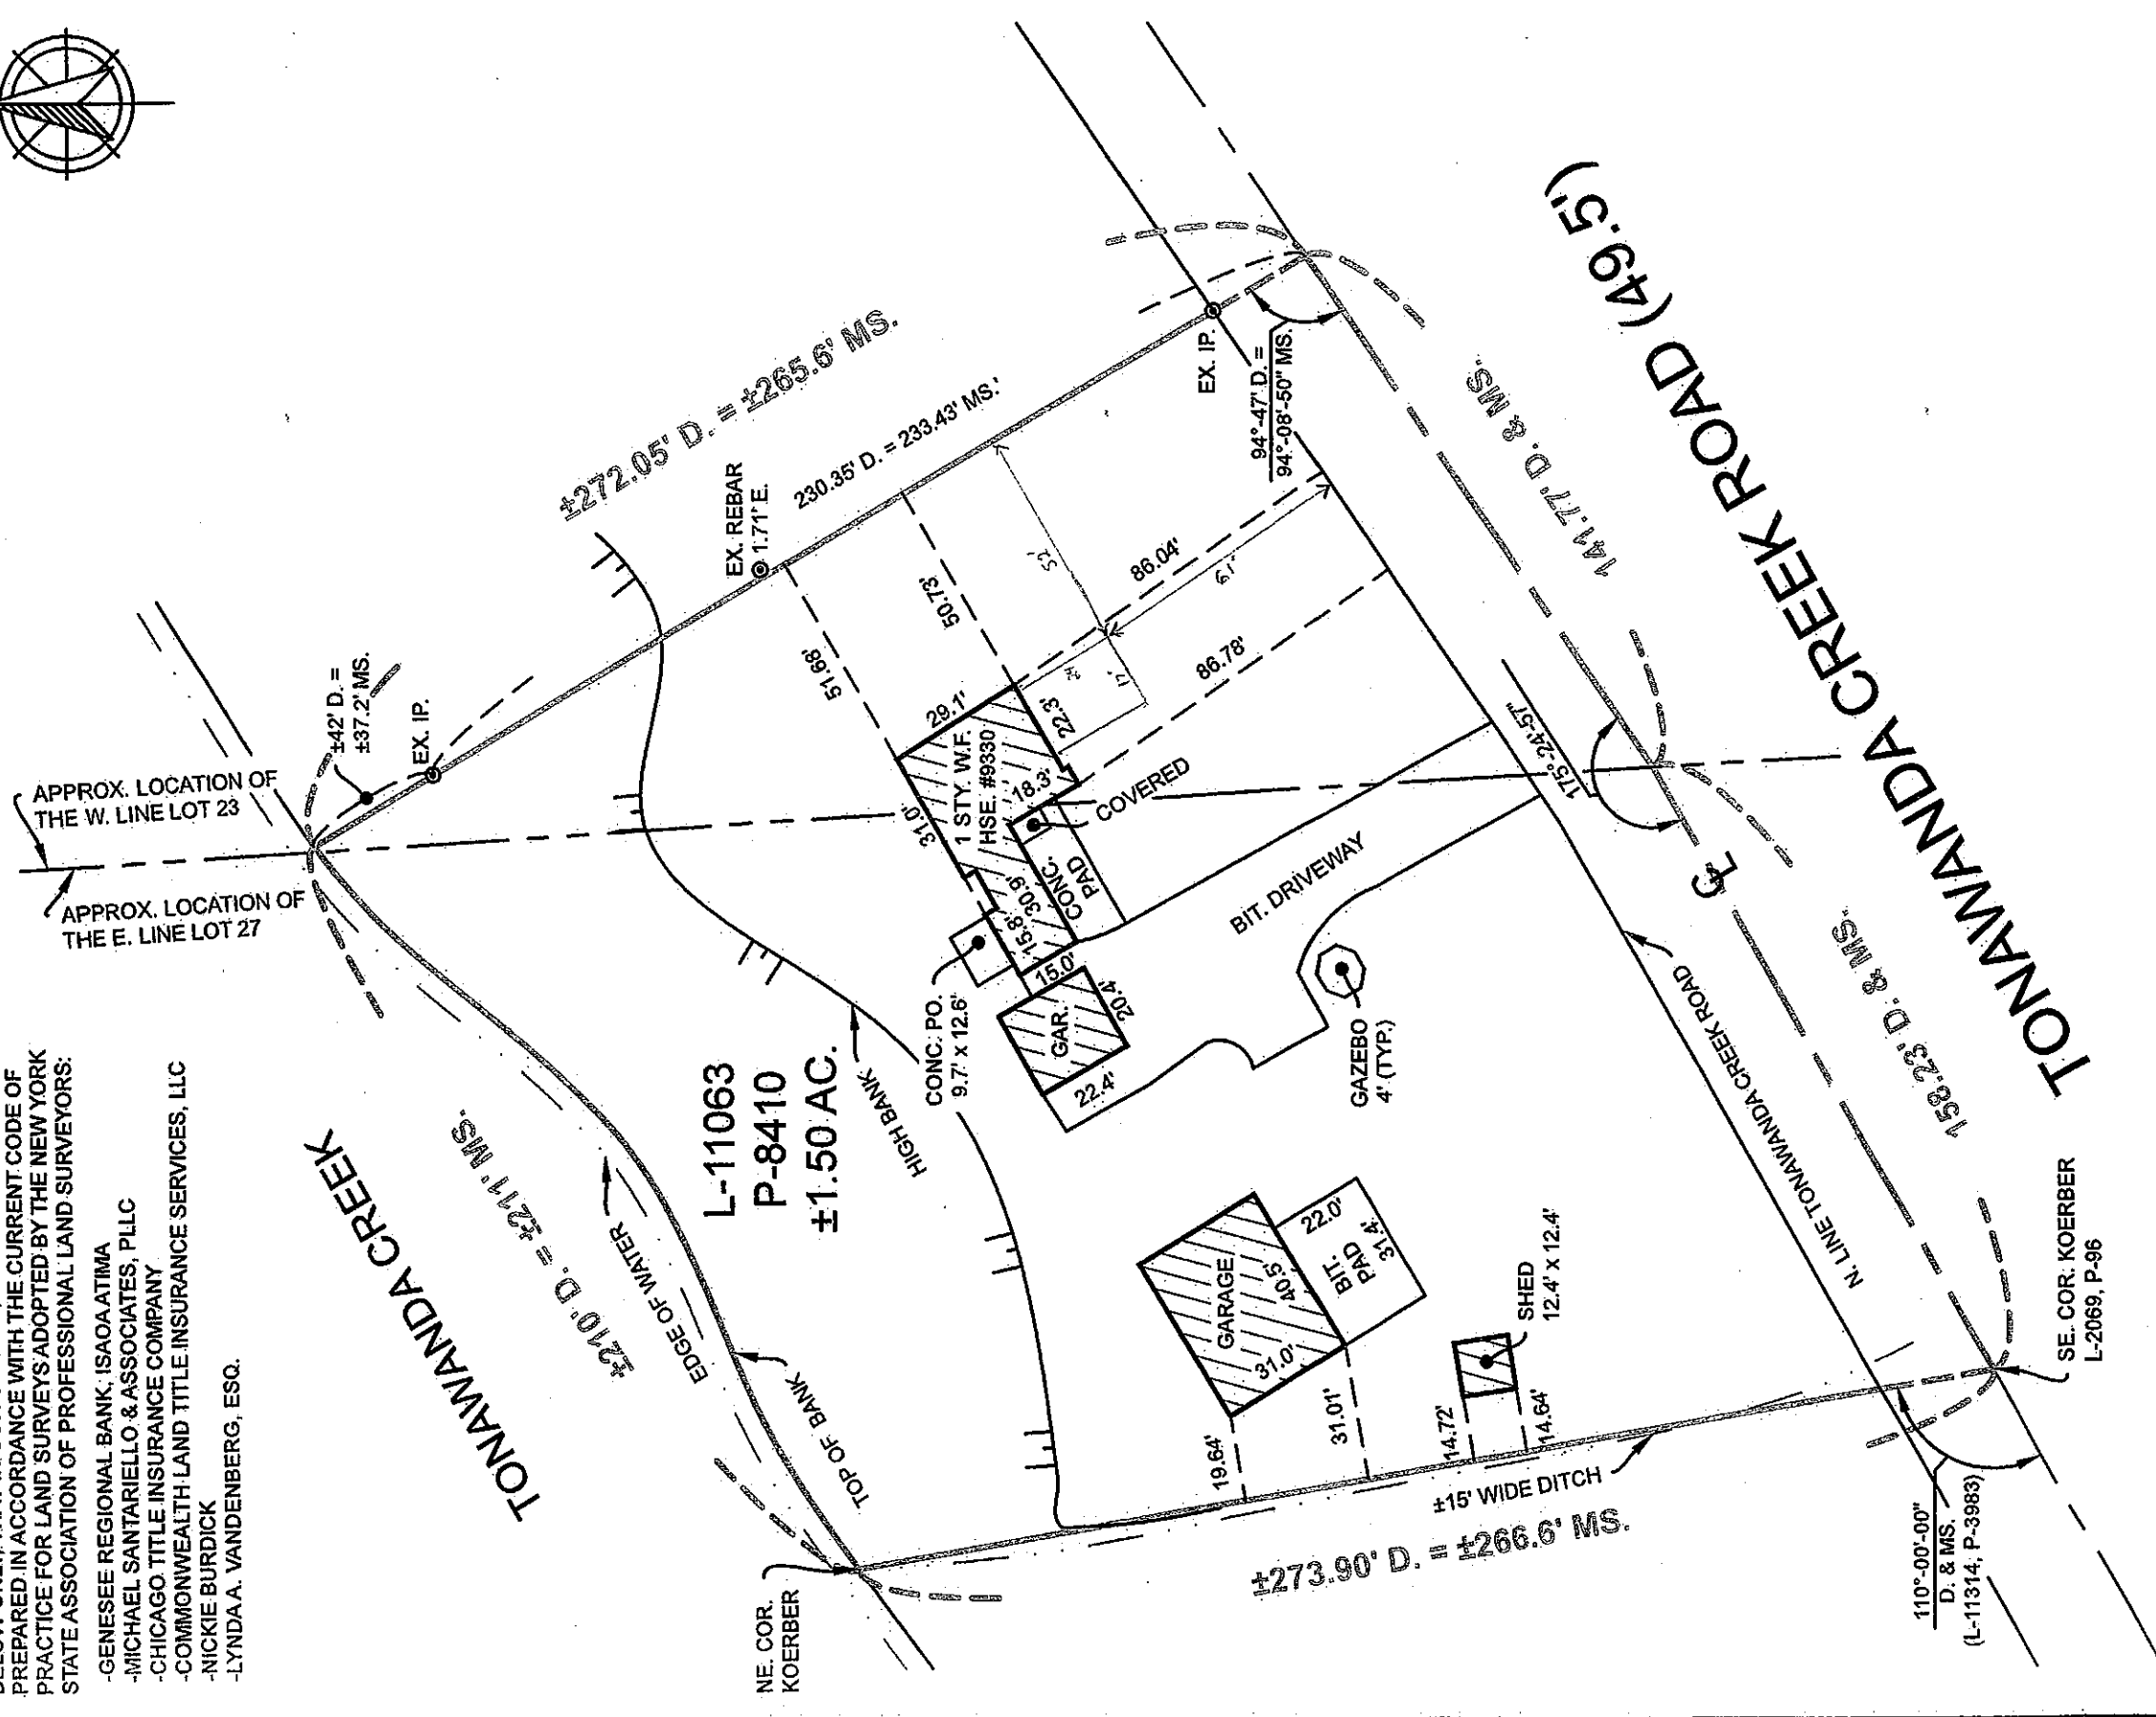 PREPARED IN ACCORDANCE WITH THE CURRENT CODE OF
PRACTICE FOR LAND SURVEYS ADOPTED BY THE NEW YORK
STATE ASSOCIATION OF PROFESSIONAL LAND SURVEYORS:
-GENESEE REGIONAL BANK, ISAOA ATIMA
-MICHAEL SANTARIELLO & ASSOCIATES, PLLC
-CHICAGO TITLE INSURANCE COMPANY
-COMMONWEALTH LAND TITLE INSURANCE SERVICES, LLC
-NICKIE BURDICK
-LYNDA A. VANDENBERG, ESQ.
APPROX. LOCATION OF
THE W. LINE LOT 23
APPROX. LOCATION OF
THE E. LINE LOT 27
±42' D. =
±37.2' MS.
EX. IP.
±272.05' D. = ±265.6' MS.
230.35' D. = 233.43' MS.
EX. REBAR
1.71' E.
EX. IP.
94°-47' D. =
94°-08'-50" MS.
TONAWANDA CREEK
±210' D. = ±211' MS.
EDGE OF WATER
TOP OF BANK
HIGH BANK
L-11063
P-8410
±1.50 AC.
51.68'
50.73'
52'
86.04'
61'
86.78'
17'
29.1'
22.3'
1 STY. W.F.
HSE. #9330
31.0'
18.3'
COVERED
CONC.
PAD
30.9'
15.8'
15.0'
CONC. PO.
9.7' x 12.6'
GAR.
20.4'
22.4'
BIT. DRIVEWAY
GAZEBO
4' (TYP.)
GARAGE
40.5'
31.0'
BIT.
PAD
22.0'
31.4'
SHED
12.4' x 12.4'
19.64'
31.01'
14.72'
14.64'
±15' WIDE DITCH
±273.90' D. = ±266.6' MS.
NE. COR.
KOERBER
175°-24'-57"
141.77' D. & MS.
158.23' D. & MS.
CL
N. LINE TONAWANDA CREEK ROAD
TONAWANDA CREEK ROAD (49.5')
SE. COR. KOERBER
L-2069, P-96
110°-00'-00"
D. & MS.
(L-11314, P-3983)